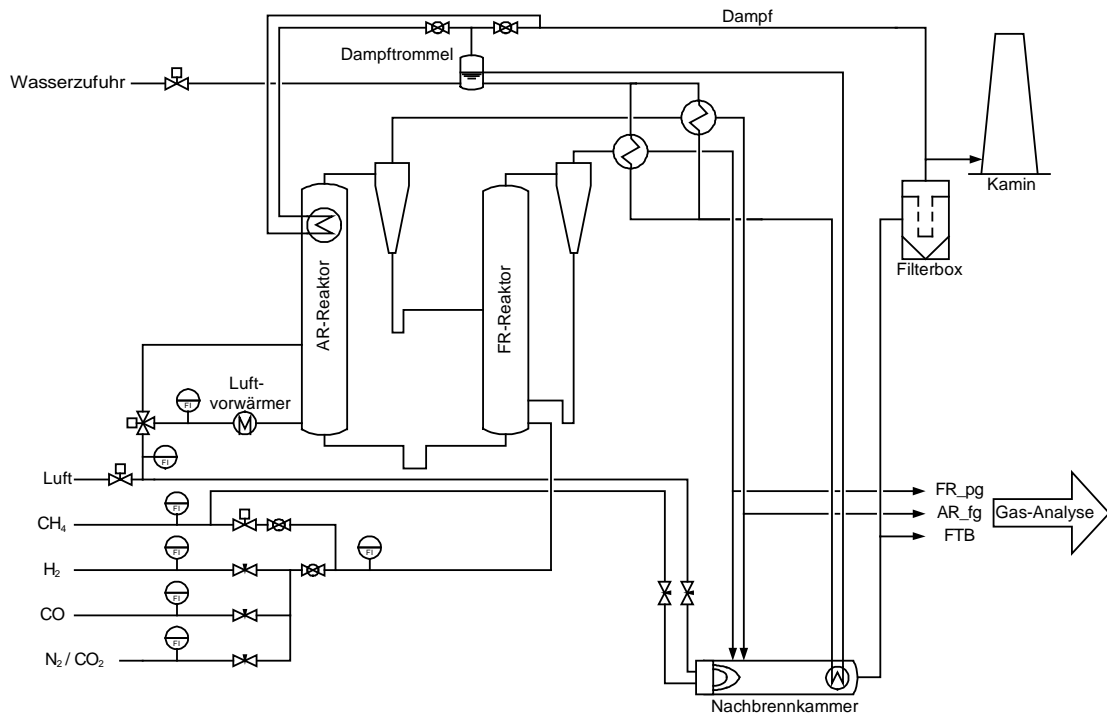 Dampf
Dampftrommel
Wasserzufuhr
Kamin
Filterbox
AR-Reaktor
FR-Reaktor
Luft-
vorwärmer
FI
FI
Luft
FR_pg
AR_fg
FTB
Gas-Analyse
FI
CH₄
FI
FI
H₂
FI
CO
FI
N₂ / CO₂
Nachbrennkammer